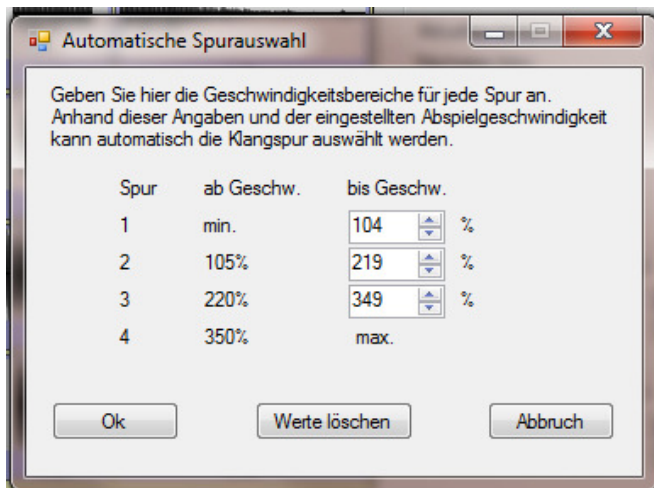 Automatische Spurauswahl
Geben Sie hier die Geschwindigkeitsbereiche für jede Spur an.
Anhand dieser Angaben und der eingestellten Abspielgeschwindigkeit
kann automatisch die Klangspur auswählt werden.
Spur ab Geschw. bis Geschw.
1 min. 104 %
2 105% 219 %
3 220% 349 %
4 350% max.
Ok Werte löschen Abbruch